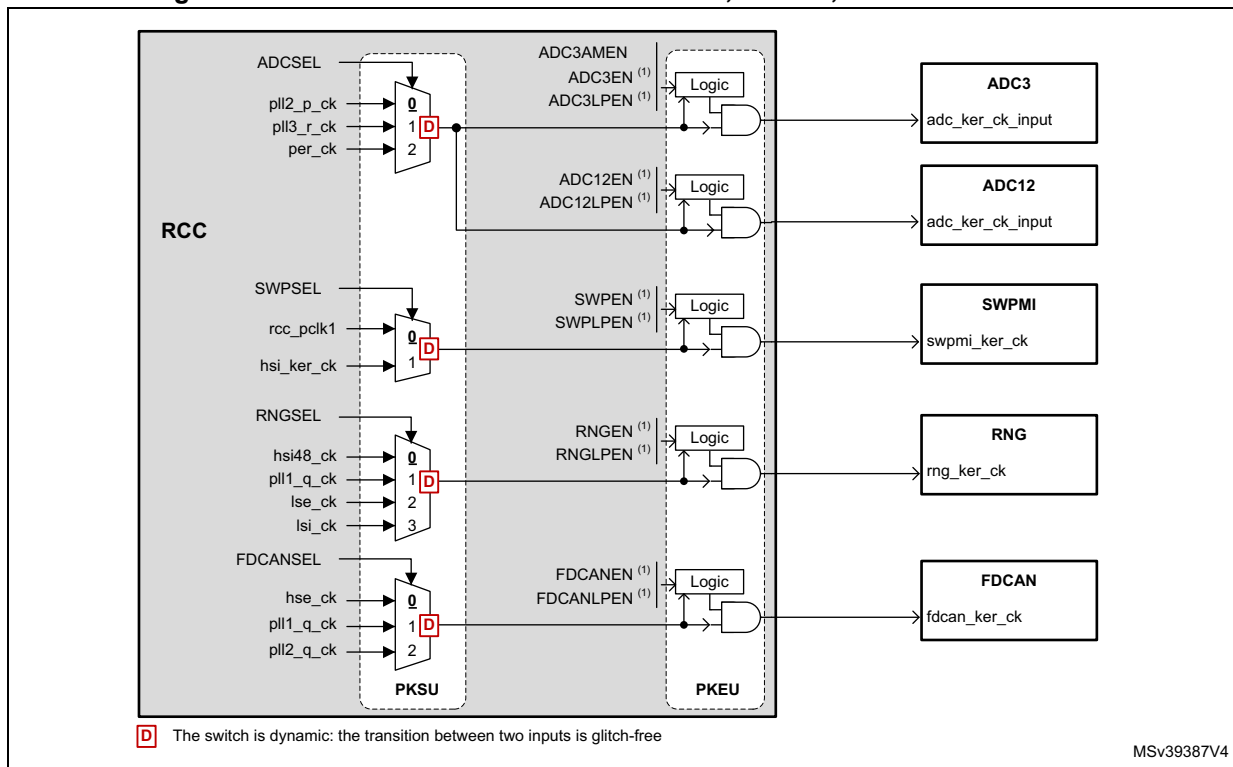 RCC
ADCSEL
pll2_p_ck
pll3_r_ck
per_ck
0
1
2
D
ADC3AMEN
ADC3EN (1)
ADC3LPEN (1)
Logic
ADC3
adc_ker_ck_input
ADC12EN (1)
ADC12LPEN (1)
Logic
ADC12
adc_ker_ck_input
SWPSEL
rcc_pclk1
hsi_ker_ck
0
1
D
SWPEN (1)
SWPLPEN (1)
Logic
SWPMI
swpmi_ker_ck
RNGSEL
hsi48_ck
pll1_q_ck
lse_ck
lsi_ck
0
1
2
3
D
RNGEN (1)
RNGLPEN (1)
Logic
RNG
rng_ker_ck
FDCANSEL
hse_ck
pll1_q_ck
pll2_q_ck
0
1
2
D
FDCANEN (1)
FDCANLPEN (1)
Logic
FDCAN
fdcan_ker_ck
PKSU
PKEU
D The switch is dynamic: the transition between two inputs is glitch-free
MSv39387V4